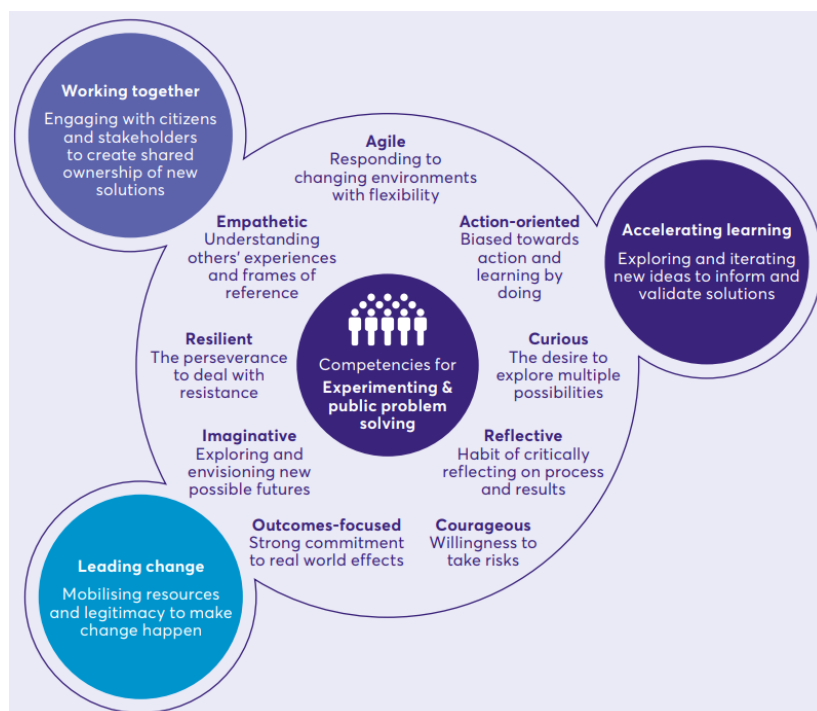 Working together
Engaging with citizens
and stakeholders
to create shared
ownership of new
solutions
Agile
Responding to
changing environments
with flexibility
Empathetic
Understanding
others' experiences
and frames of
reference
Action-oriented
Biased towards
action and
learning by
doing
Accelerating learning
Exploring and iterating
new ideas to inform and
validate solutions
Resilient
The perseverance
to deal with
resistance
Competencies for
Experimenting &
public problem
solving
Curious
The desire to
explore multiple
possibilities
Imaginative
Exploring and
envisioning new
possible futures
Reflective
Habit of critically
reflecting on process
and results
Outcomes-focused
Strong commitment
to real world effects
Courageous
Willingness to
take risks
Leading change
Mobilising resources
and legitimacy to make
change happen